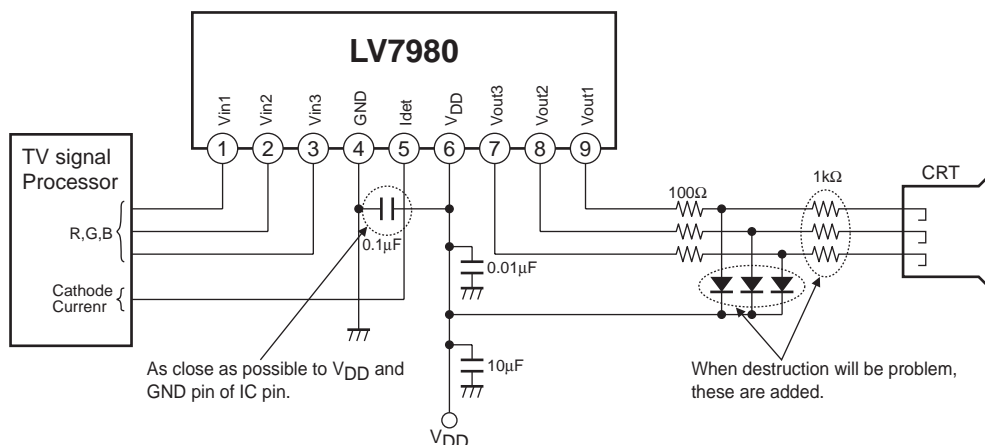 LV7980
Vin1
Vin2
Vin3
GND
Idet
VDD
Vout3
Vout2
Vout1
1
2
3
4
5
6
7
8
9
TV signal
Processor
R,G,B
Cathode
Currenr
0.1μF
0.01μF
10μF
100Ω
1kΩ
CRT
As close as possible to VDD and
GND pin of IC pin.
When destruction will be problem,
these are added.
VDD